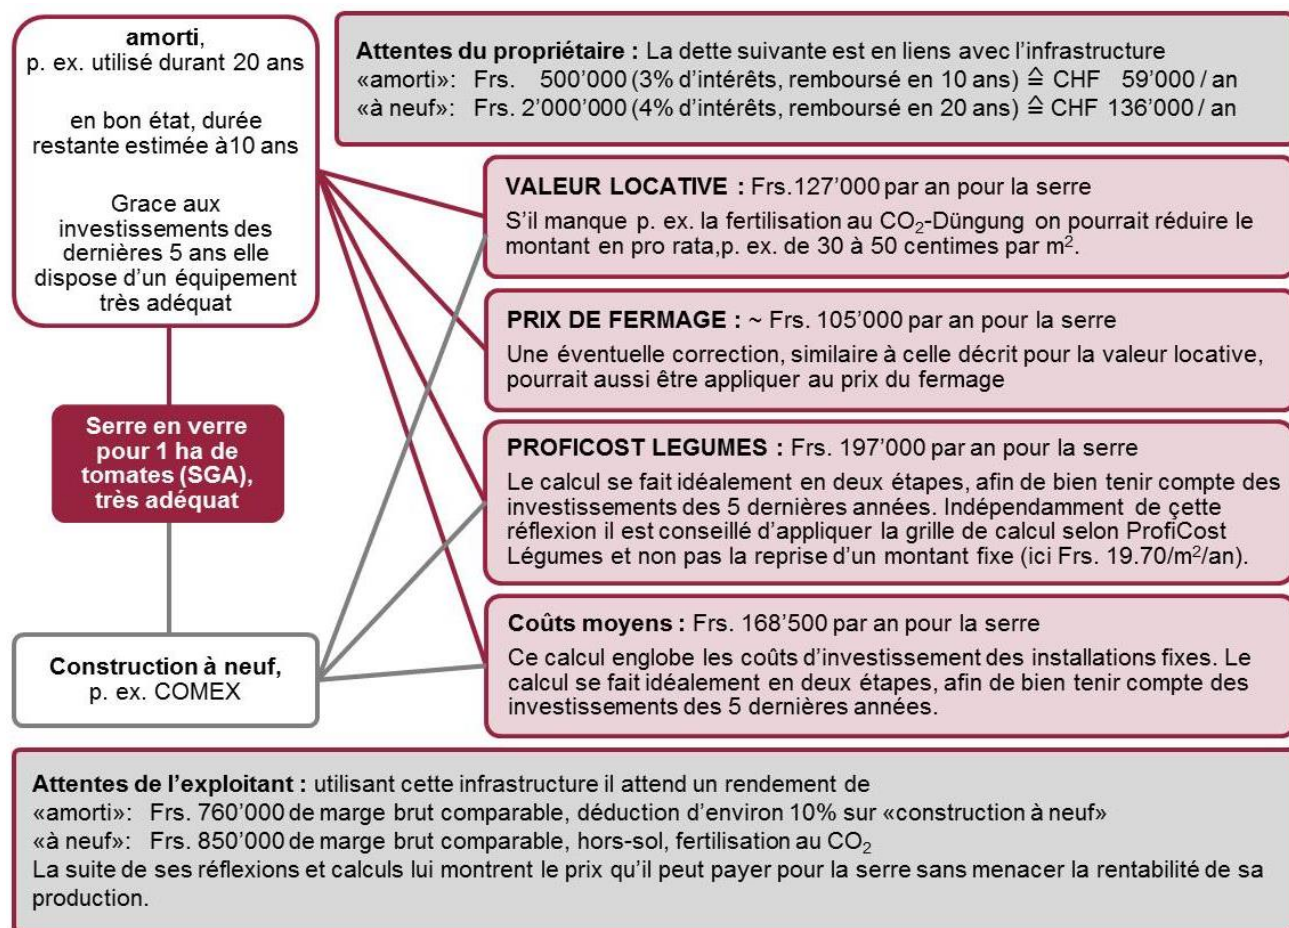 amorti,
p. ex. utilisé durant 20 ans
en bon état, durée
restante estimée à10 ans
Grace aux
investissements des
dernières 5 ans elle
dispose d'un équipement
très adéquat
Attentes du propriétaire : La dette suivante est en liens avec l'infrastructure
«amorti»: Frs. 500'000 (3% d'intérêts, remboursé en 10 ans) ≙ CHF 59'000 / an
«à neuf»: Frs. 2'000'000 (4% d'intérêts, remboursé en 20 ans) ≙ CHF 136'000 / an
VALEUR LOCATIVE : Frs.127'000 par an pour la serre
S'il manque p. ex. la fertilisation au CO₂-Düngung on pourrait réduire le
montant en pro rata,p. ex. de 30 à 50 centimes par m².
PRIX DE FERMAGE : ~ Frs. 105'000 par an pour la serre
Une éventuelle correction, similaire à celle décrit pour la valeur locative,
pourrait aussi être appliquer au prix du fermage
Serre en verre
pour 1 ha de
tomates (SGA),
très adéquat
PROFICOST LEGUMES : Frs. 197'000 par an pour la serre
Le calcul se fait idéalement en deux étapes, afin de bien tenir compte des
investissements des 5 dernières années. Indépendamment de çette
réflexion il est conseillé d'appliquer la grille de calcul selon ProfiCost
Légumes et non pas la reprise d'un montant fixe (ici Frs. 19.70/m²/an).
Construction à neuf,
p. ex. COMEX
Coûts moyens : Frs. 168'500 par an pour la serre
Ce calcul englobe les coûts d'investissement des installations fixes. Le
calcul se fait idéalement en deux étapes, afin de bien tenir compte des
investissements des 5 dernières années.
Attentes de l'exploitant : utilisant cette infrastructure il attend un rendement de
«amorti»: Frs. 760'000 de marge brut comparable, déduction d'environ 10% sur «construction à neuf»
«à neuf»: Frs. 850'000 de marge brut comparable, hors-sol, fertilisation au CO₂
La suite de ses réflexions et calculs lui montrent le prix qu'il peut payer pour la serre sans menacer la rentabilité de sa
production.